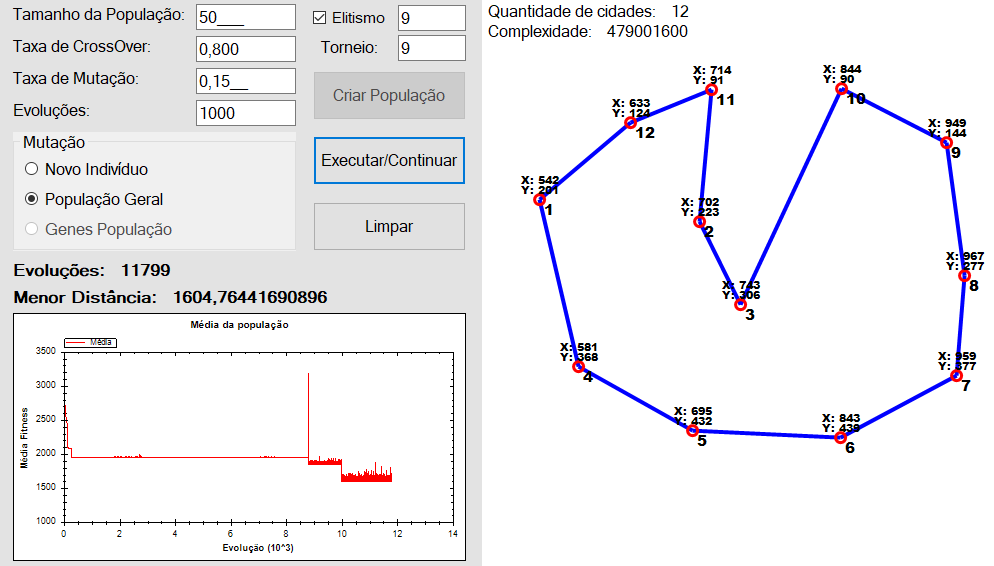 Tamanho da População: 50___
Elitismo 9
Taxa de CrossOver: 0,800
Torneio: 9
Taxa de Mutação: 0,15__
Criar População
Evoluções: 1000
Mutação
Novo Indivíduo
População Geral
Genes População
Executar/Continuar
Limpar
Evoluções: 11799
Menor Distância: 1604,76441690896
Média da população
Média
3500
3000
2500
2000
1500
1000
Média Fitness
0 2 4 6 8 10 12 14
Evolução (10^3)
Quantidade de cidades: 12
Complexidade: 479001600
X: 714
Y: 91
11
X: 844
Y: 90
10
X: 633
Y: 124
12
X: 949
Y: 144
9
X: 542
Y: 201
1
X: 702
Y: 223
2
X: 967
Y: 277
8
X: 743
Y: 306
3
X: 581
Y: 368
4
X: 959
Y: 377
7
X: 695
Y: 432
5
X: 843
Y: 439
6